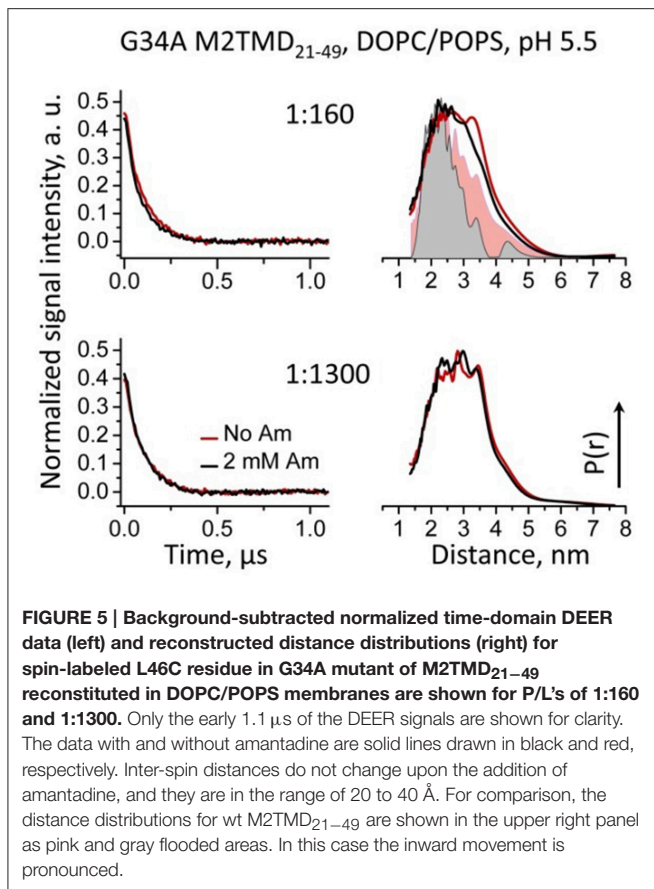 G34A M2TMD21-49, DOPC/POPS, pH 5.5
Normalized signal intensity, a. u.
0.5
0.4
0.3
0.2
0.1
0.0
1:160
0.0 0.5 1.0
1 2 3 4 5 6 7 8
0.5
0.4
0.3
0.2
0.1
0.0
1:1300
No Am
2 mM Am
P(r)
0.0 0.5 1.0
1 2 3 4 5 6 7 8
Time, μs
Distance, nm
FIGURE 5 | Background-subtracted normalized time-domain DEER
data (left) and reconstructed distance distributions (right) for
spin-labeled L46C residue in G34A mutant of M2TMD21–49
reconstituted in DOPC/POPS membranes are shown for P/L's of 1:160
and 1:1300. Only the early 1.1 μs of the DEER signals are shown for clarity.
The data with and without amantadine are solid lines drawn in black and red,
respectively. Inter-spin distances do not change upon the addition of
amantadine, and they are in the range of 20 to 40 Å. For comparison, the
distance distributions for wt M2TMD21–49 are shown in the upper right panel
as pink and gray flooded areas. In this case the inward movement is
pronounced.